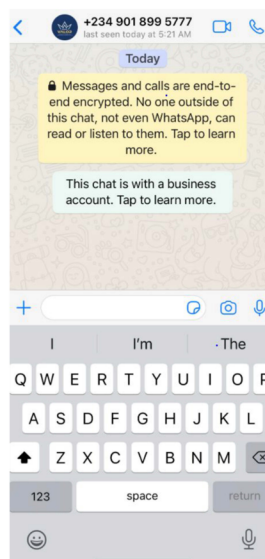 +234 901 899 5777
last seen today at 5:21 AM
Today
Messages and calls are end-to-
end encrypted. No one outside of
this chat, not even WhatsApp, can
read or listen to them. Tap to learn
more.
This chat is with a business
account. Tap to learn more.
I I'm The
Q W E R T Y U I O P
A S D F G H J K L
Z X C V B N M
123 space return